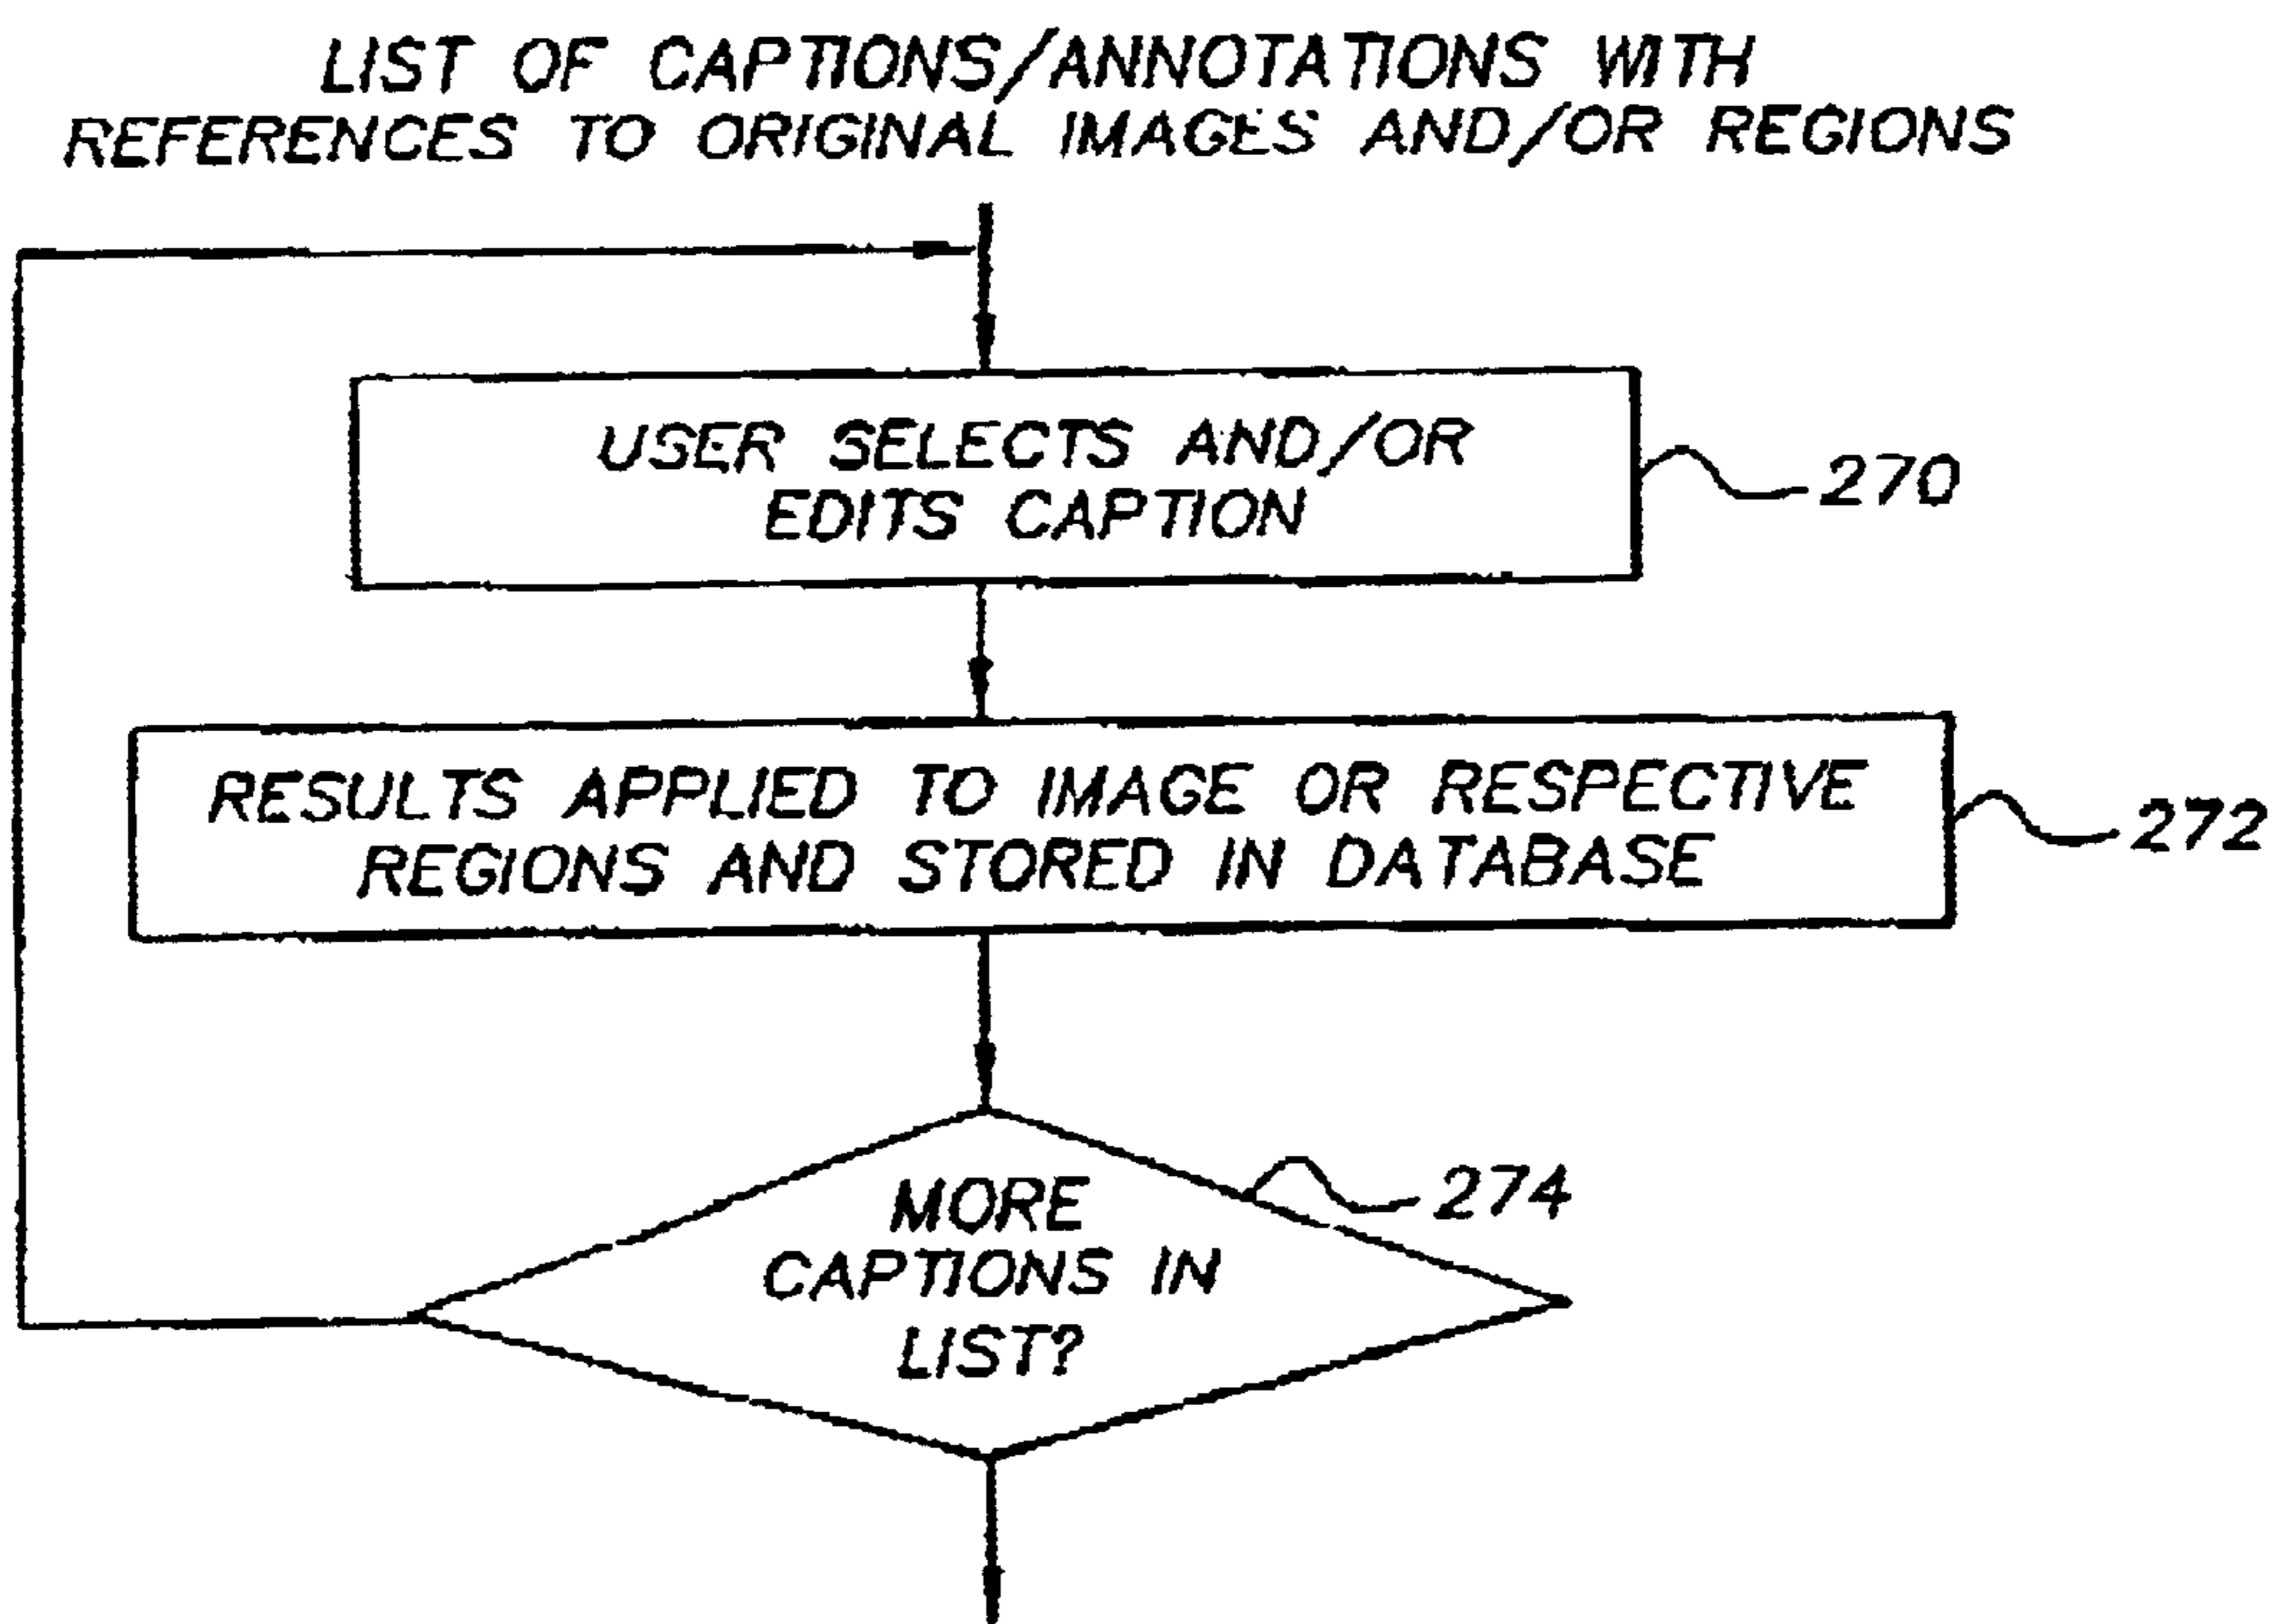 LIST OF CAPTIONS/ANNOTATIONS WITH
REFERENCES TO ORIGINAL IMAGES AND/OR REGIONS
USER SELECTS AND/OR
EDITS CAPTION
270
RESULTS APPLIED TO IMAGE OR RESPECTIVE
REGIONS AND STORED IN DATABASE
272
MORE
CAPTIONS IN
LIST?
274